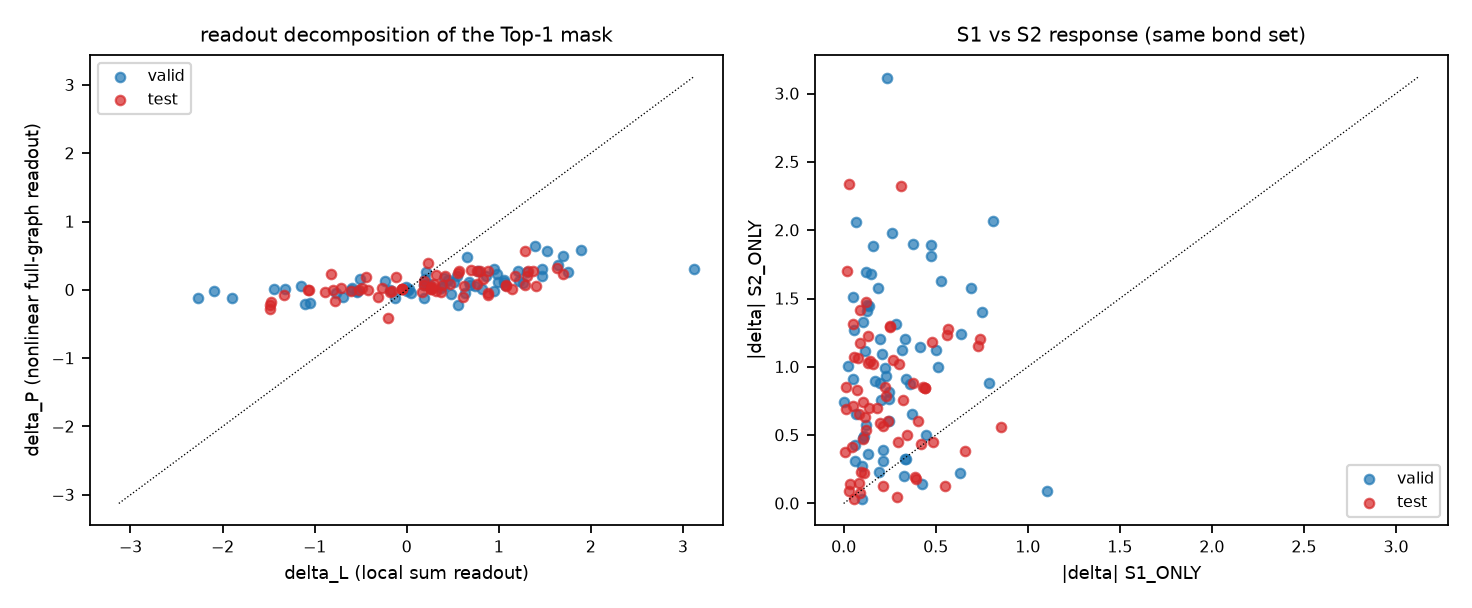 readout decomposition of the Top-1 mask
valid
test
3
2
1
0
−1
−2
−3
delta_P (nonlinear full-graph readout)
−3
−2
−1
0
1
2
3
delta_L (local sum readout)
S1 vs S2 response (same bond set)
3.0
2.5
2.0
1.5
1.0
0.5
0.0
|delta| S2_ONLY
valid
test
0.0
0.5
1.0
1.5
2.0
2.5
3.0
|delta| S1_ONLY